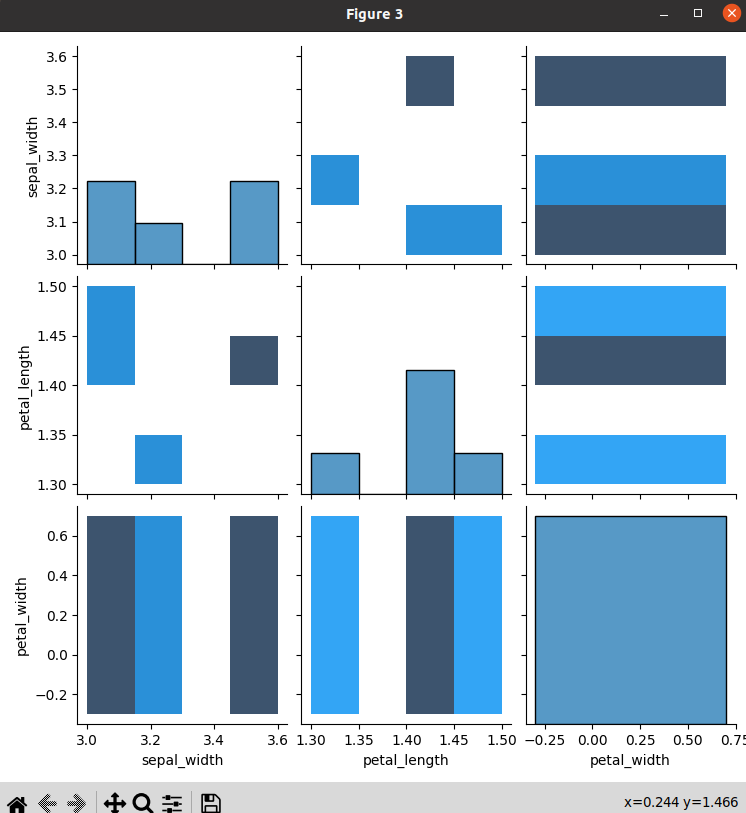 Figure 3
3.6
3.5
3.4
3.3
3.2
3.1
3.0
sepal_width
1.50
1.45
1.40
1.35
1.30
petal_length
0.6
0.4
0.2
0.0
−0.2
petal_width
3.0 3.2 3.4 3.6 1.30 1.35 1.40 1.45 1.50 −0.25 0.00 0.25 0.50 0.75
sepal_width petal_length petal_width
x=0.244 y=1.466